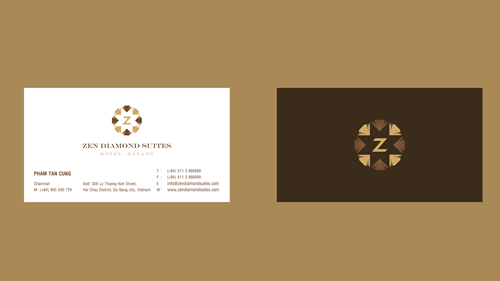 Z
ZEN DIAMOND SUITES
HOTEL · DANANG
PHAM TAN CUNG
Chairman
M : (+84) 905 330 739
Add: 326 Ly Thaong Kiet Street,
Hai Chau District, Da Nang city, Vietnam
T : (+84) 511 3 888888
F : (+84) 511 3 888999
E : info@zendiamondsuites.com
W : www.zendiamondsuites.com
Z